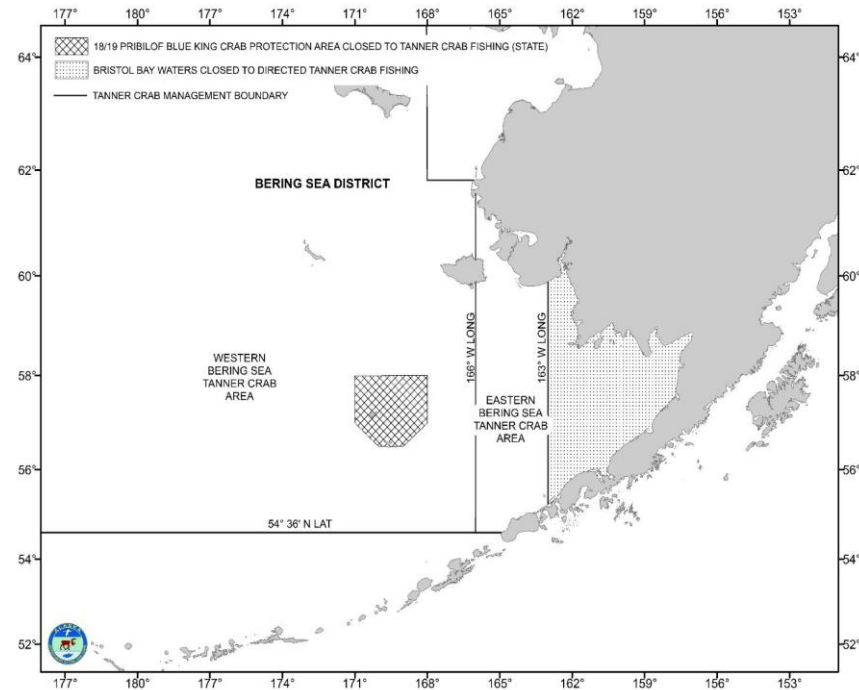 177° 180° 177° 174° 171° 168° 165° 162° 159° 156° 153°
18/19 PRIBILOF BLUE KING CRAB PROTECTION AREA CLOSED TO TANNER CRAB FISHING (STATE)
BRISTOL BAY WATERS CLOSED TO DIRECTED TANNER CRAB FISHING
TANNER CRAB MANAGEMENT BOUNDARY
64° 64°
62° 62°
BERING SEA DISTRICT
60° 60°
166° W LONG
163° W LONG
WESTERN
BERING SEA
TANNER CRAB
AREA
58° 58°
EASTERN
BERING SEA
TANNER CRAB
AREA
56° 56°
54° 36' N LAT
54° 54°
52° 52°
177° 180° 177° 174° 171° 168° 165° 162° 159° 156° 153°